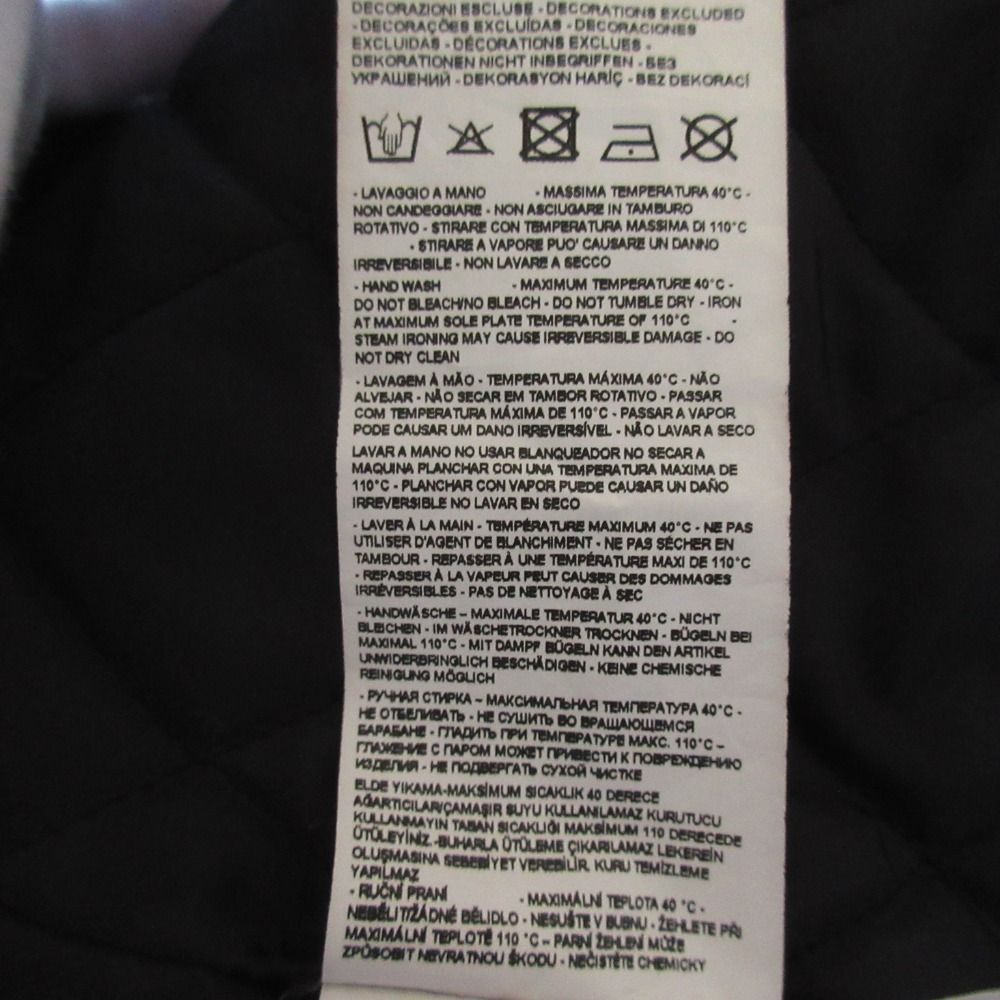 DECORAZIONI ESCLUSE - DECORATIONS EXCLUDED
- DECORAÇÕES EXCLUÍDAS - DECORACIONES
EXCLUIDAS - DÉCORATIONS EXCLUES -
DEKORATIONEN NICHT INBEGRIFFEN - БЕЗ
УКРАШЕНИЙ - DEKORASYON HARİÇ - BEZ DEKORACÍ
- LAVAGGIO A MANO - MASSIMA TEMPERATURA 40°C -
NON CANDEGGIARE - NON ASCIUGARE IN TAMBURO
ROTATIVO - STIRARE CON TEMPERATURA MASSIMA DI 110°C
- STIRARE A VAPORE PUO' CAUSARE UN DANNO
IRREVERSIBILE - NON LAVARE A SECCO
- HAND WASH - MAXIMUM TEMPERATURE 40°C -
DO NOT BLEACH/NO BLEACH - DO NOT TUMBLE DRY - IRON
AT MAXIMUM SOLE PLATE TEMPERATURE OF 110°C -
STEAM IRONING MAY CAUSE IRREVERSIBLE DAMAGE - DO
NOT DRY CLEAN
- LAVAGEM À MÃO - TEMPERATURA MÁXIMA 40°C - NÃO
ALVEJAR - NÃO SECAR EM TAMBOR ROTATIVO - PASSAR
COM TEMPERATURA MÁXIMA DE 110°C - PASSAR A VAPOR
PODE CAUSAR UM DANO IRREVERSÍVEL - NÃO LAVAR A SECO
LAVAR A MANO NO USAR BLANQUEADOR NO SECAR A
MAQUINA PLANCHAR CON UNA TEMPERATURA MAXIMA DE
110°C - PLANCHAR CON VAPOR PUEDE CAUSAR UN DAÑO
IRREVERSIBLE NO LAVAR EN SECO
- LAVER À LA MAIN - TEMPÉRATURE MAXIMUM 40°C - NE PAS
UTILISER D'AGENT DE BLANCHIMENT - NE PAS SÉCHER EN
TAMBOUR - REPASSER À UNE TEMPÉRATURE MAXI DE 110°C
- REPASSER À LA VAPEUR PEUT CAUSER DES DOMMAGES
IRRÉVERSIBLES - PAS DE NETTOYAGE À SEC
- HANDWÄSCHE – MAXIMALE TEMPERATUR 40°C - NICHT
BLEICHEN - IM WÄSCHETROCKNER TROCKNEN - BÜGELN BEI
MAXIMAL 110°C - MIT DAMPF BÜGELN KANN DEN ARTIKEL
UNWIDERBRINGLICH BESCHÄDIGEN - KEINE CHEMISCHE
REINIGUNG MÖGLICH
- РУЧНАЯ СТИРКА – МАКСИМАЛЬНАЯ ТЕМПЕРАТУРА 40°C -
НЕ ОТБЕЛИВАТЬ - НЕ СУШИТЬ ВО ВРАЩАЮЩЕМСЯ
БАРАБАНЕ - ГЛАДИТЬ ПРИ ТЕМПЕРАТУРЕ МАКС. 110°C –
ГЛАЖЕНИЕ С ПАРОМ МОЖЕТ ПРИВЕСТИ К ПОВРЕЖДЕНИЮ
ИЗДЕЛИЯ - НЕ ПОДВЕРГАТЬ СУХОЙ ЧИСТКЕ
ELDE YIKAMA-MAKSİMUM SICAKLIK 40 DERECE
AĞARTICILAR/ÇAMAŞIR SUYU KULLANILAMAZ KURUTUCU
KULLANMAYIN TABAN SICAKLIĞI MAKSİMUM 110 DERECEDE
ÜTÜLEYİNİZ.-BUHARLA ÜTÜLEME ÇIKARILAMAZ LEKEREİN
OLUŞMASINA SEBEBİYET VEREBİLİR. KURU TEMİZLEME
YAPILMAZ
- RUČNÍ PRANÍ - MAXIMÁLNÍ TEPLOTA 40 °C -
NEBĚLIT/ŽÁDNÉ BĚLIDLO - NESUŠTE V BUBNU - ŽEHLETE PŘI
MAXIMÁLNÍ TEPLOTĚ 110 °C – PARNÍ ŽEHLENÍ MŮŽE
ZPŮSOBIT NEVRATNOU ŠKODU - NEČISTĚTE CHEMICKY